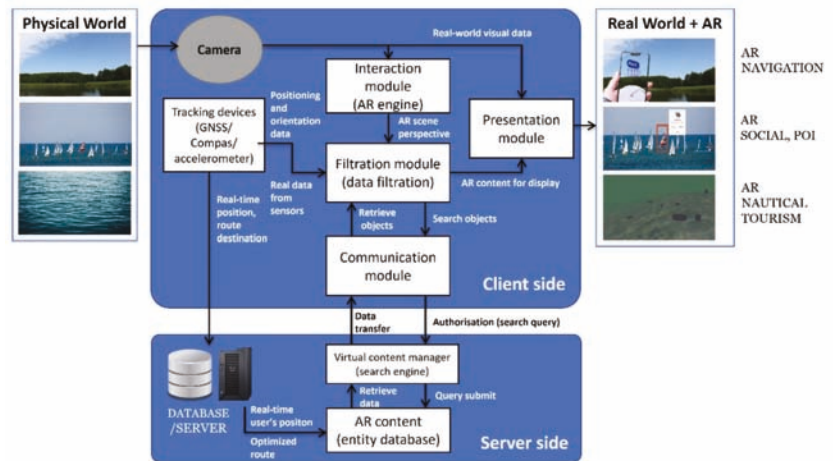 Physical World
Camera
Real-world visual data
Real World + AR
AR
NAVIGATION
Interaction
module
(AR engine)
Positioning
and
orientation
data
Tracking devices
(GNSS/
Compas/
accelerometer)
AR scene
perspective
Presentation
module
AR
SOCIAL, POI
Filtration module
(data filtration)
Real data
from
sensors
AR content for display
Real-time
position,
route
destination
Retrieve
objects
Search objects
AR
NAUTICAL
TOURISM
Communication
module
Client side
Data
transfer
Authorisation (search query)
Virtual content manager
(search engine)
Retrieve
data
Query submit
DATABASE
/SERVER
Real-time
user's positon
Optimized
route
AR content
(entity database)
Server side